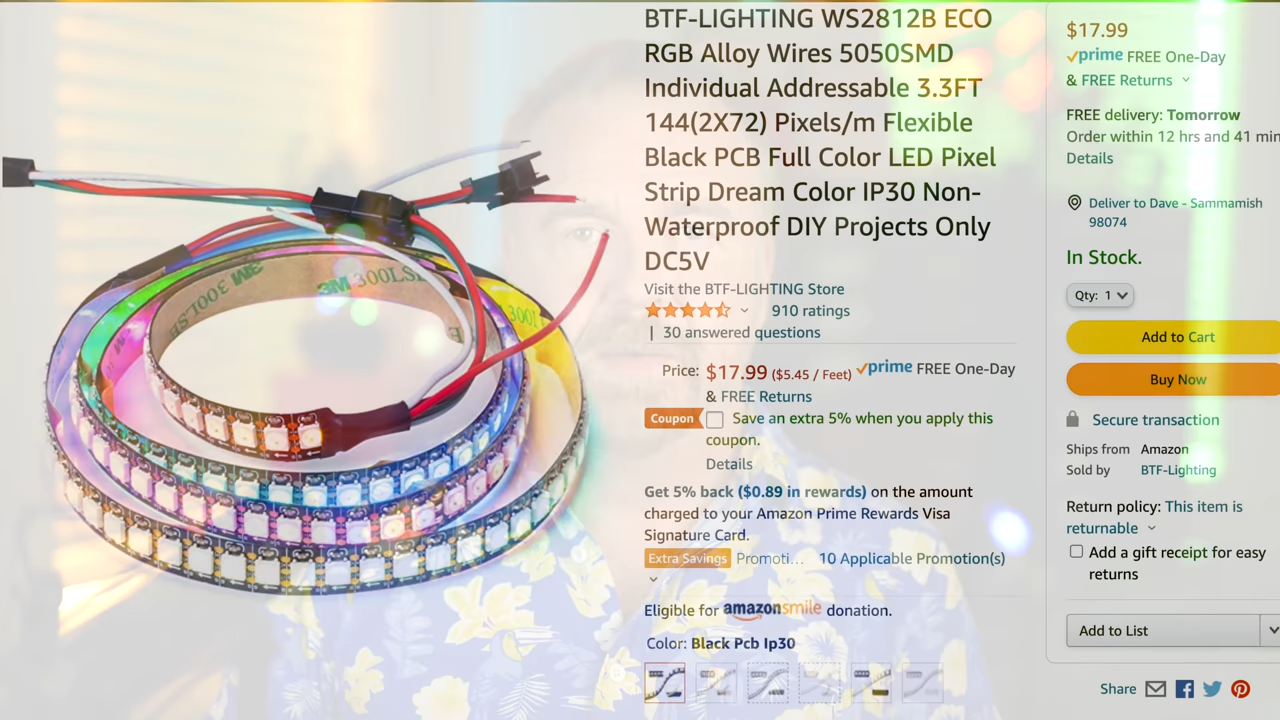 BTF-LIGHTING WS2812B ECO
RGB Alloy Wires 5050SMD
Individual Addressable 3.3FT
144(2X72) Pixels/m Flexible
Black PCB Full Color LED Pixel
Strip Dream Color IP30 Non-
Waterproof DIY Projects Only
DC5V
Visit the BTF-LIGHTING Store
910 ratings
| 30 answered questions
Price: $17.99 ($5.45 / Feet) prime FREE One-Day
& FREE Returns
Coupon Save an extra 5% when you apply this
coupon.
Details
Get 5% back ($0.89 in rewards) on the amount
charged to your Amazon Prime Rewards Visa
Signature Card.
Extra Savings Promoti... 10 Applicable Promotion(s)
Eligible for amazonsmile donation.
Color: Black Pcb Ip30
$17.99
prime FREE One-Day
& FREE Returns
FREE delivery: Tomorrow
Order within 12 hrs and 41 min
Details
Deliver to Dave - Sammamish
98074
In Stock.
Qty: 1
Add to Cart
Buy Now
Secure transaction
Ships from Amazon
Sold by BTF-Lighting
Return policy: This item is
returnable
Add a gift receipt for easy
returns
Add to List
Share
300LSE
3M 300LSE
300